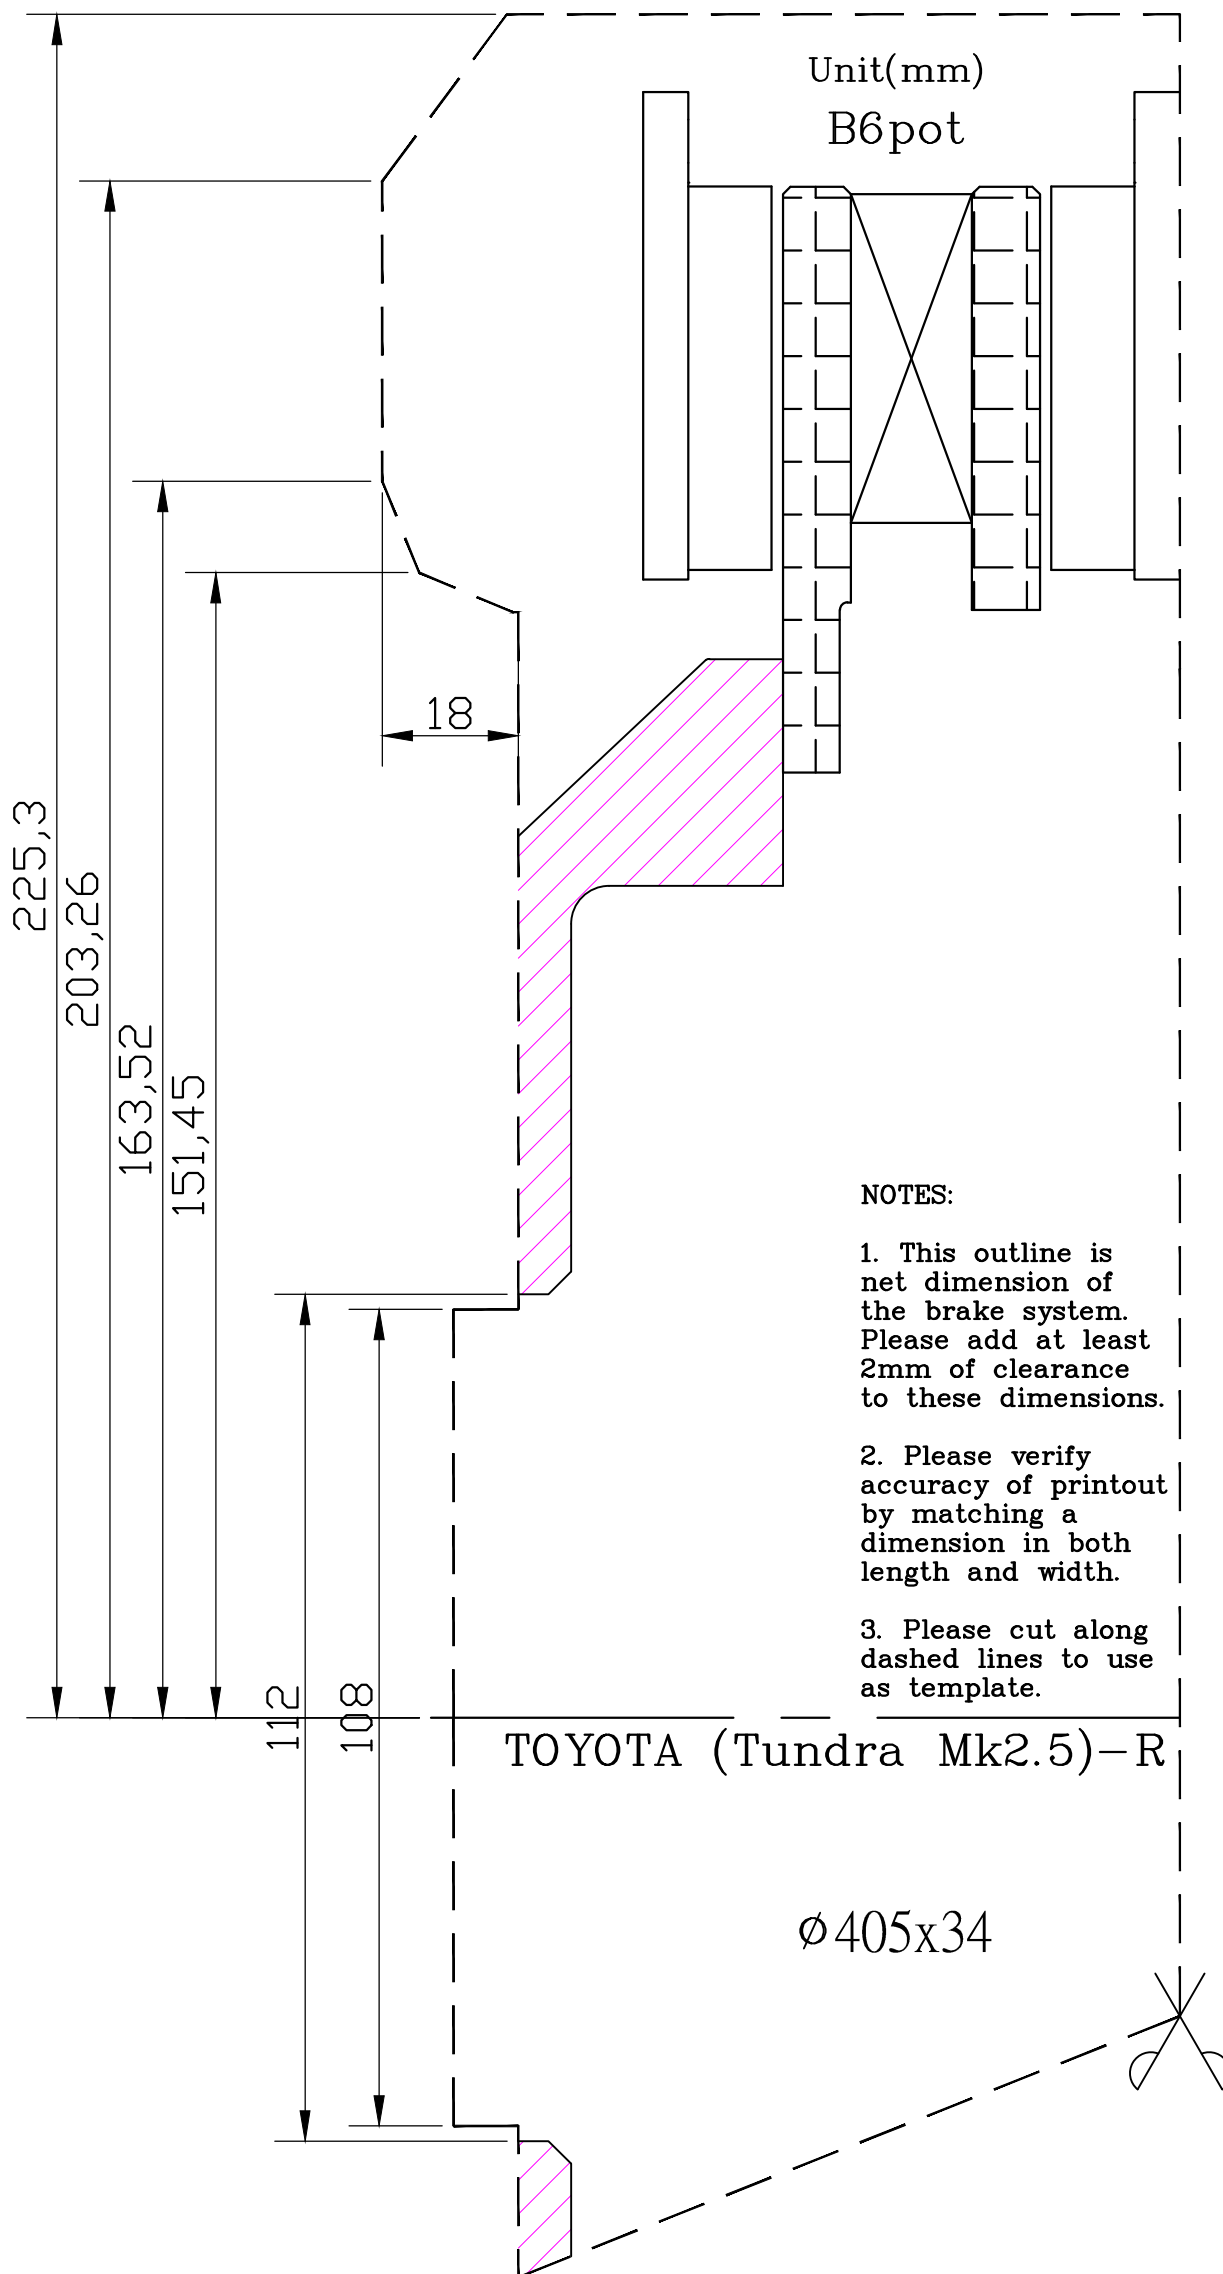 Unit(mm)
B6pot
18
225,3
203,26
163,52
151,45
NOTES:
1. This outline is
net dimension of
the brake system.
Please add at least
2mm of clearance
to these dimensions.
2. Please verify
accuracy of printout
by matching a
dimension in both
length and width.
3. Please cut along
dashed lines to use
as template.
112
108
TOYOTA (Tundra Mk2.5)-R
⌀405x34